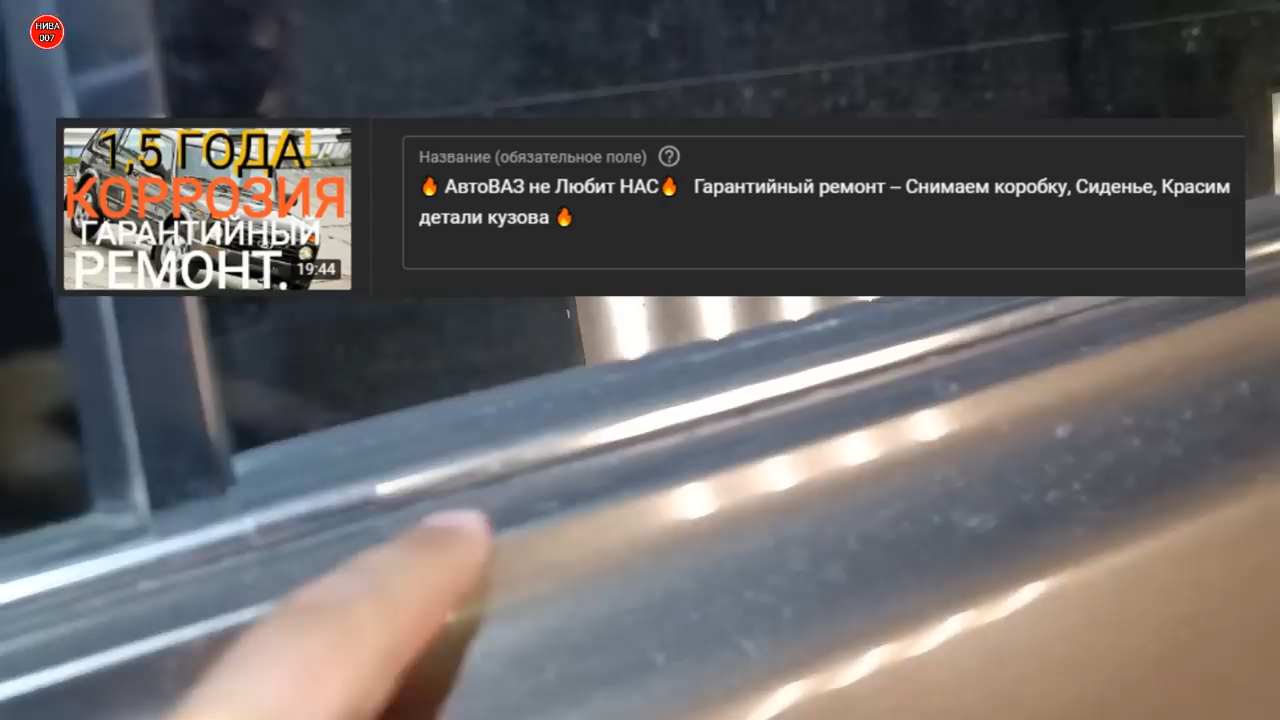 НИВА
007
1,5 ГОДА!
КОРРОЗИЯ
ГАРАНТИЙНЫЙ
РЕМОНТ.
19:44
Название (обязательное поле) ?
🔥 АвтоВАЗ не Любит НАС🔥 Гарантийный ремонт – Снимаем коробку, Сиденье, Красим
детали кузова 🔥